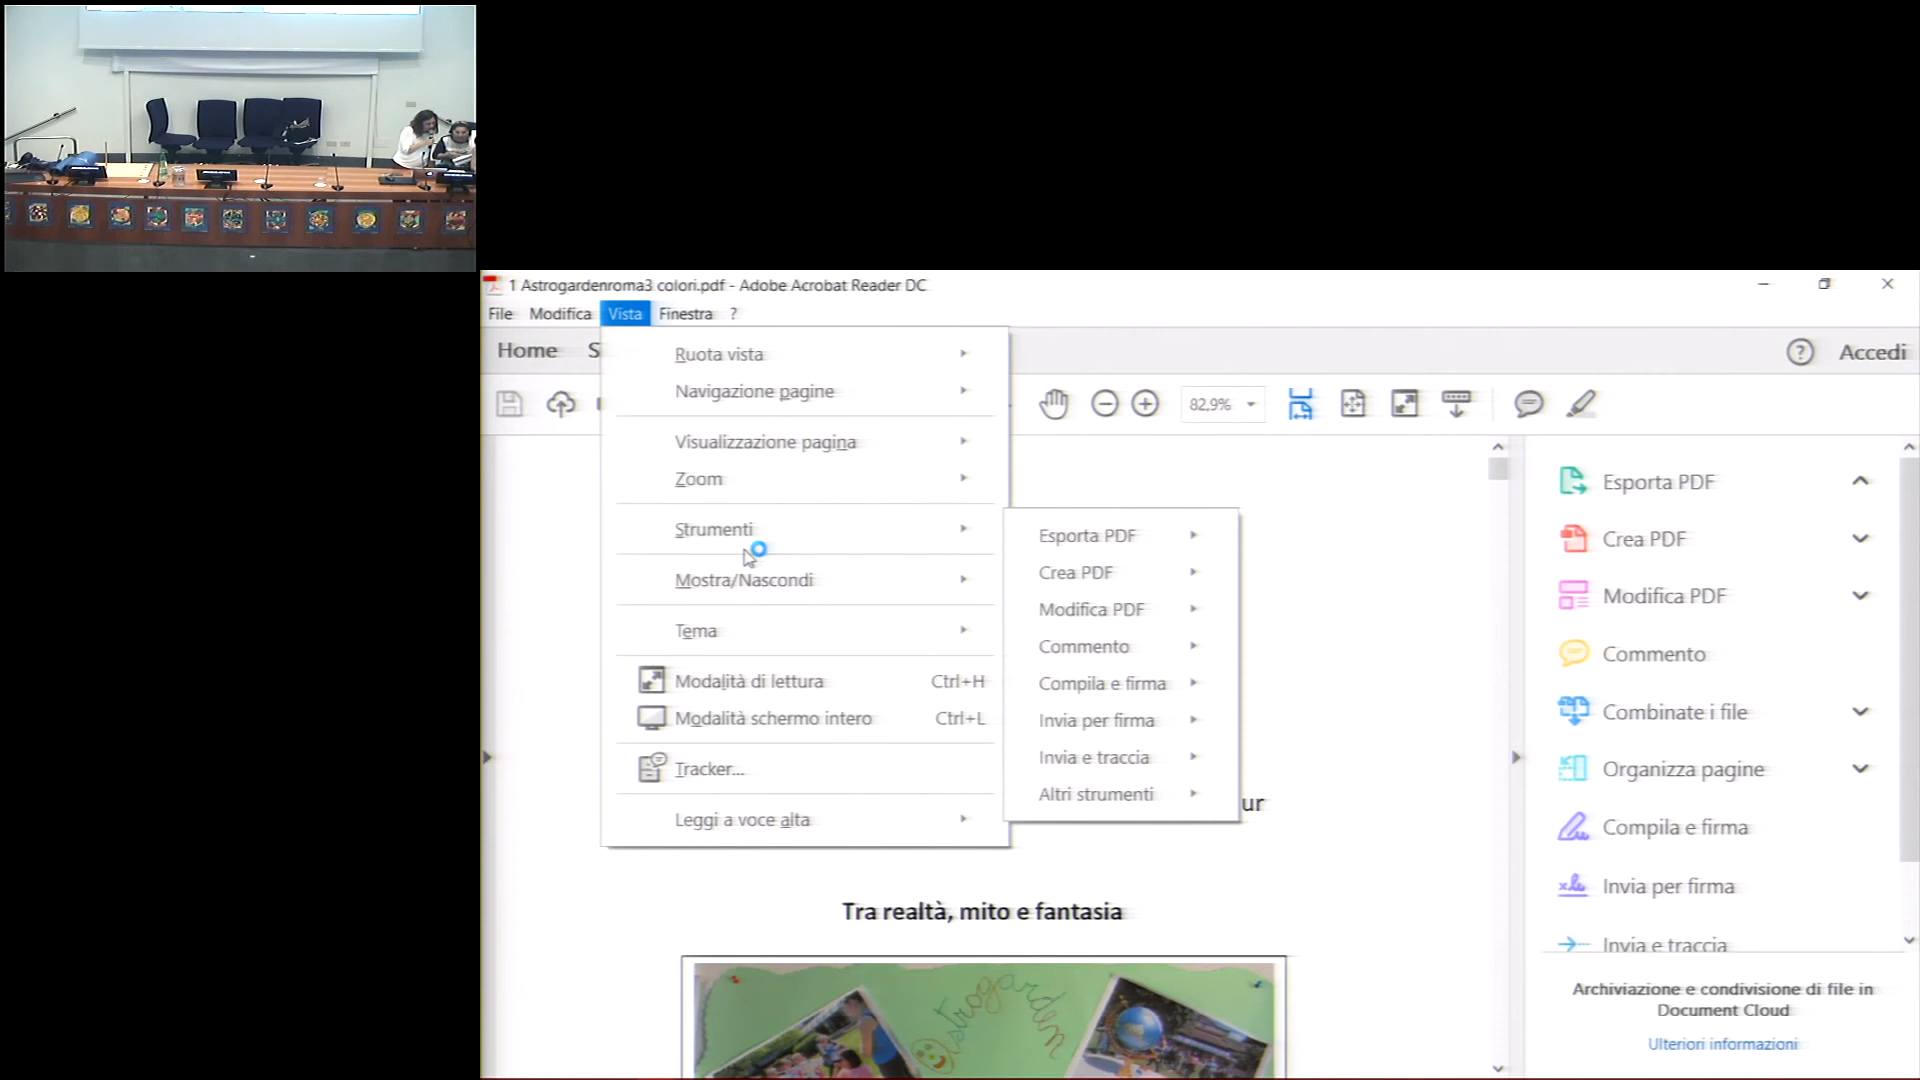 1 Astrogardenroma3 colori.pdf - Adobe Acrobat Reader DC
File Modifica Vista Finestra ?
Home S
Accedi
82,9%
Ruota vista
Navigazione pagine
Visualizzazione pagina
Zoom
Strumenti
Mostra/Nascondi
Tema
Modalità di lettura Ctrl+H
Modalità schermo intero Ctrl+L
Tracker...
Leggi a voce alta
Esporta PDF
Crea PDF
Modifica PDF
Commento
Compila e firma
Invia per firma
Invia e traccia
Altri strumenti
ur
Tra realtà, mito e fantasia
Astrogarden
Esporta PDF
Crea PDF
Modifica PDF
Commento
Combinate i file
Organizza pagine
Compila e firma
Invia per firma
Invia e traccia
Archiviazione e condivisione di file in
Document Cloud
Ulteriori informazioni